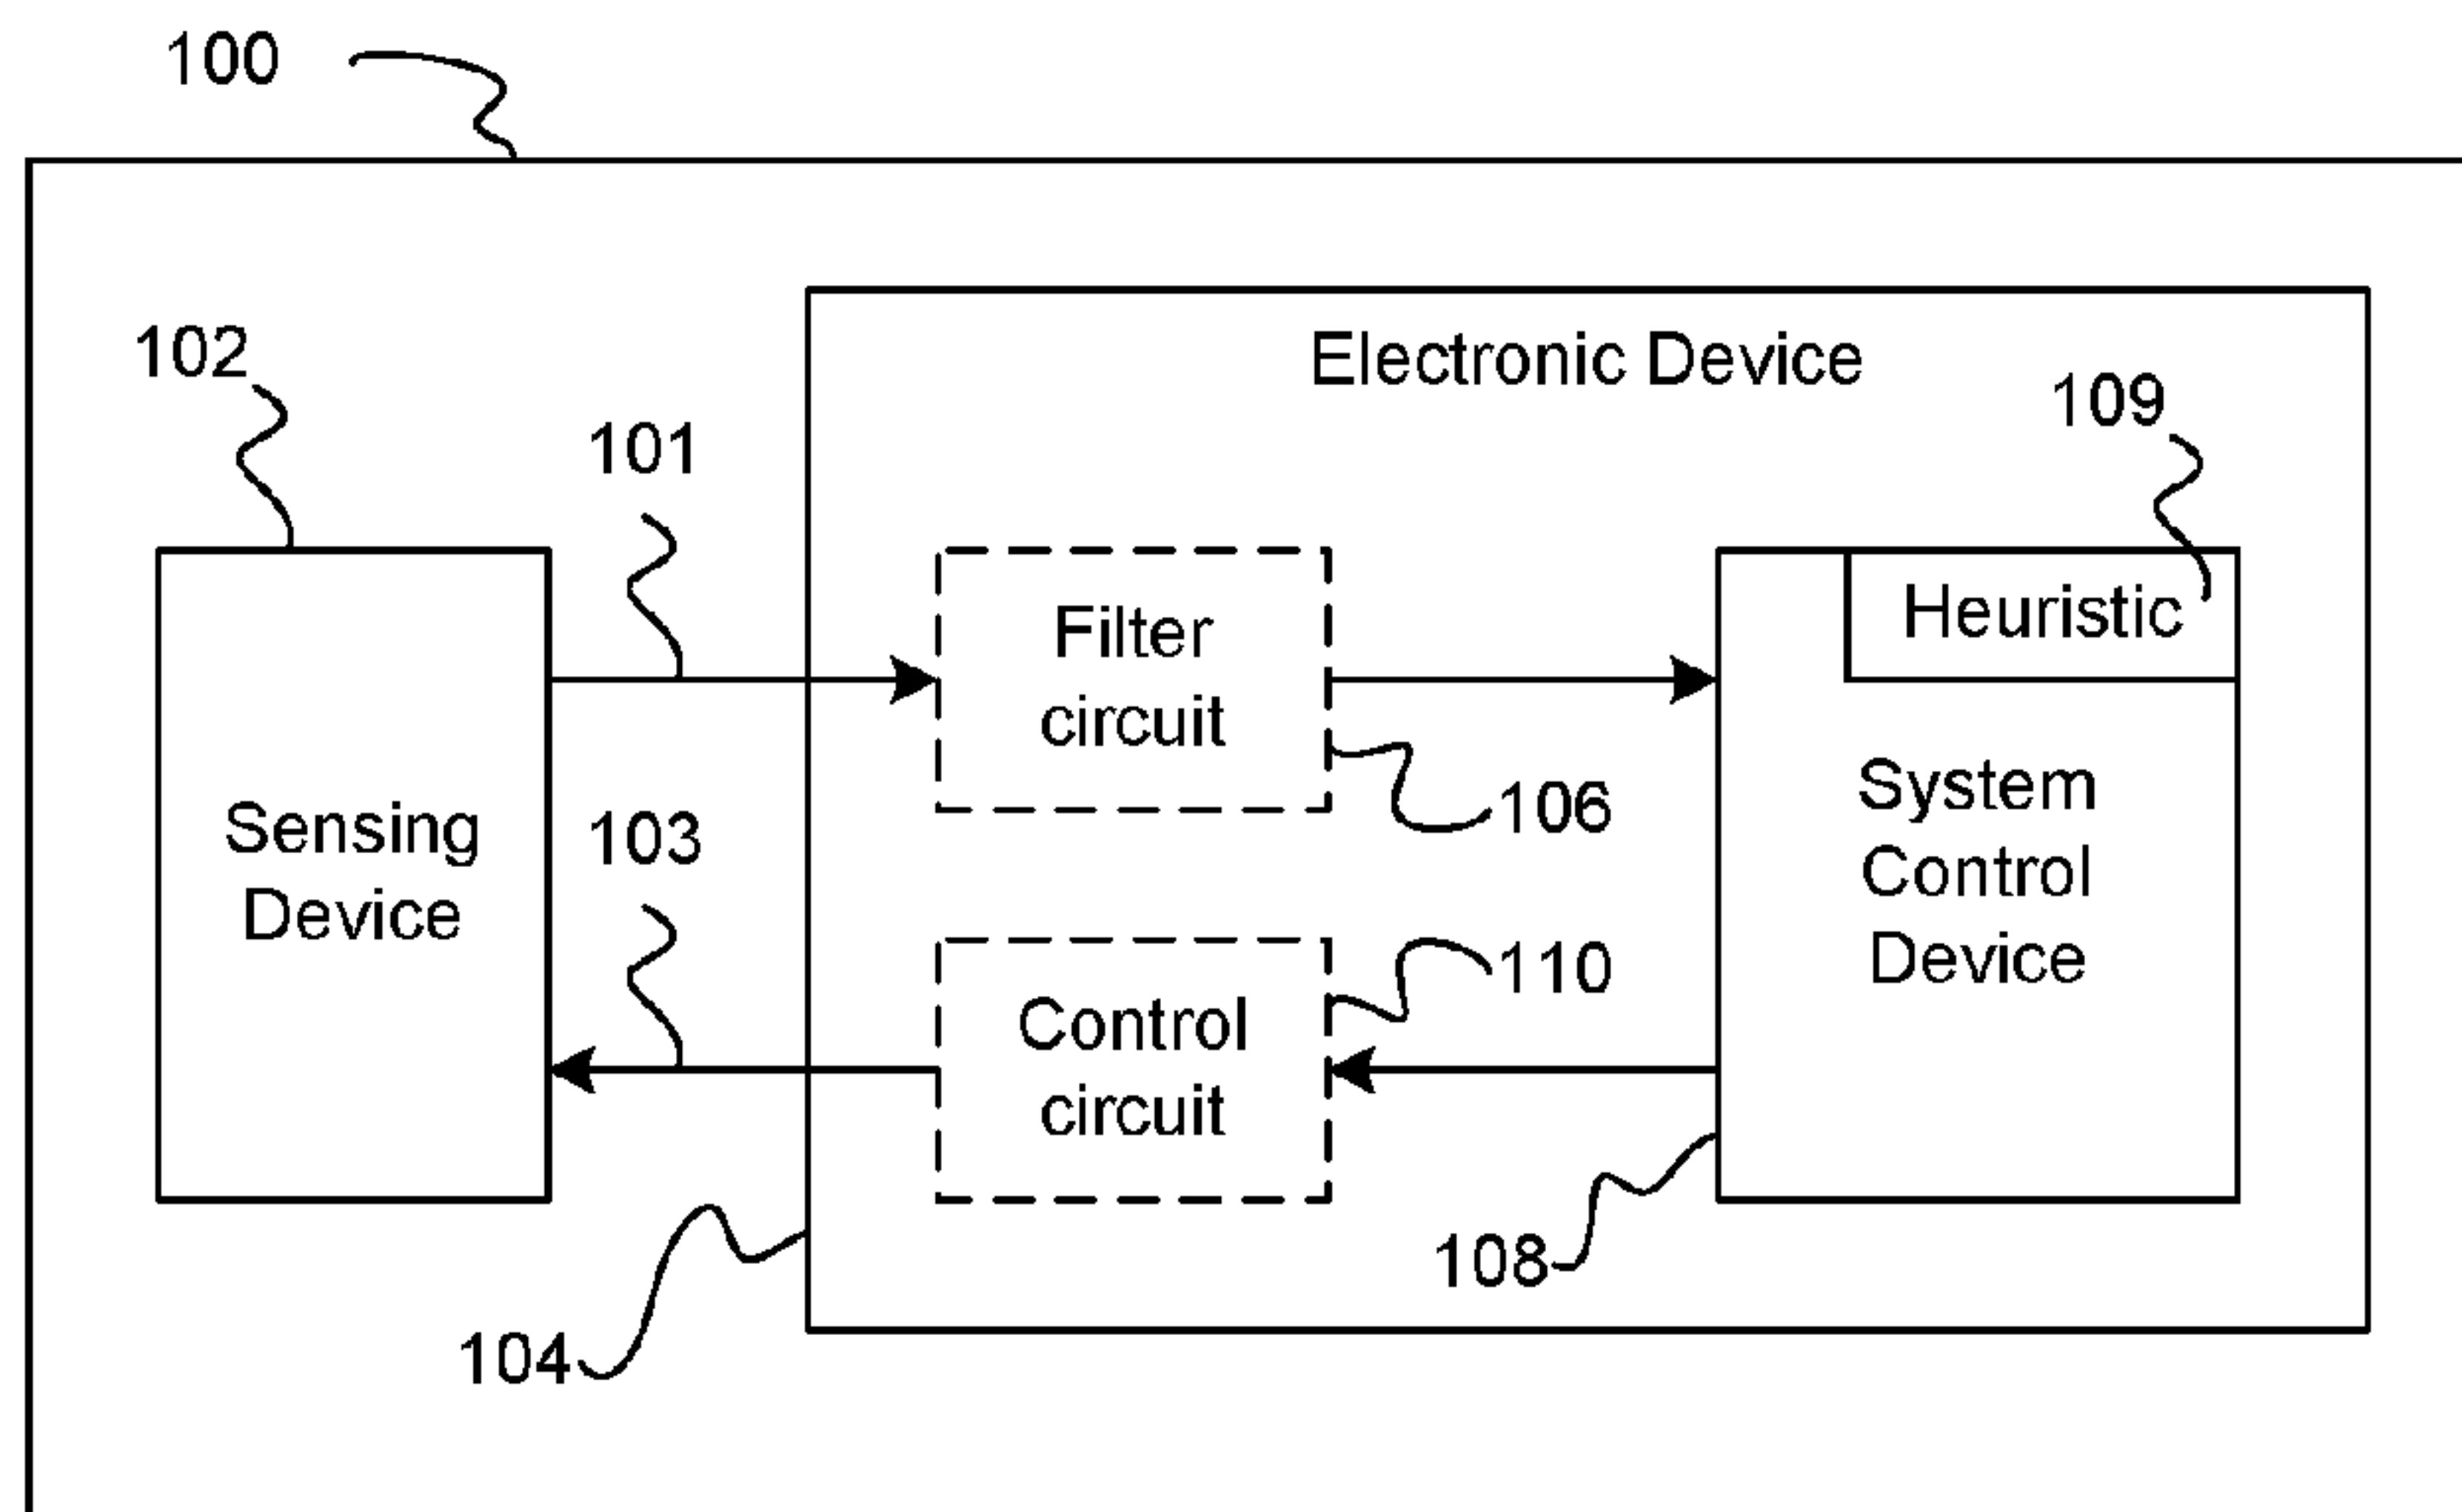 100
102
101
Electronic Device
109
Filter
circuit
Heuristic
106
System
Control
Device
Sensing
Device
103
110
Control
circuit
108
104